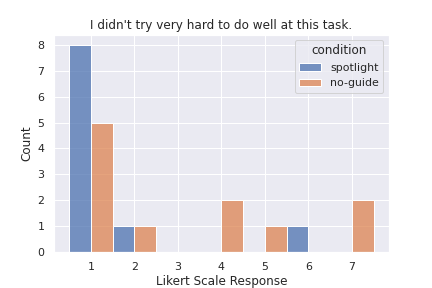 I didn't try very hard to do well at this task.
condition
spotlight
no-guide
8
7
6
5
4
3
2
1
0
Count
1 2 3 4 5 6 7
Likert Scale Response